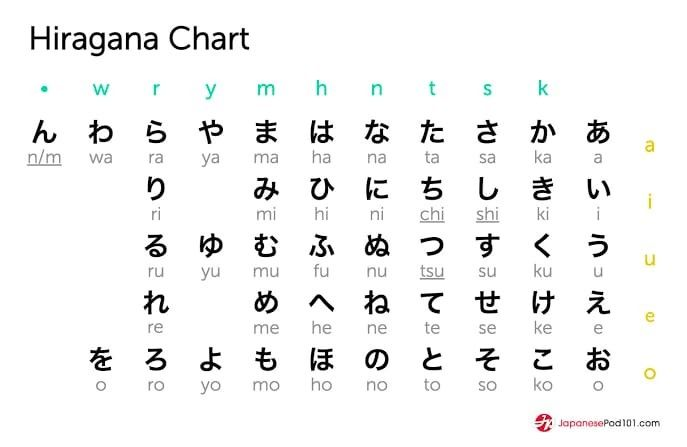 Hiragana Chart
• w r y m h n t s k
ん わ ら や ま は な た さ か あ
n/m wa ra ya ma ha na ta sa ka a
a
り み ひ に ち し き い
ri mi hi ni chi shi ki i
i
る ゆ む ふ ぬ つ す く う
ru yu mu fu nu tsu su ku u
u
れ め へ ね て せ け え
re me he ne te se ke e
e
を ろ よ も ほ の と そ こ お
o ro yo mo ho no to so ko o
o
JapanesePod101.com